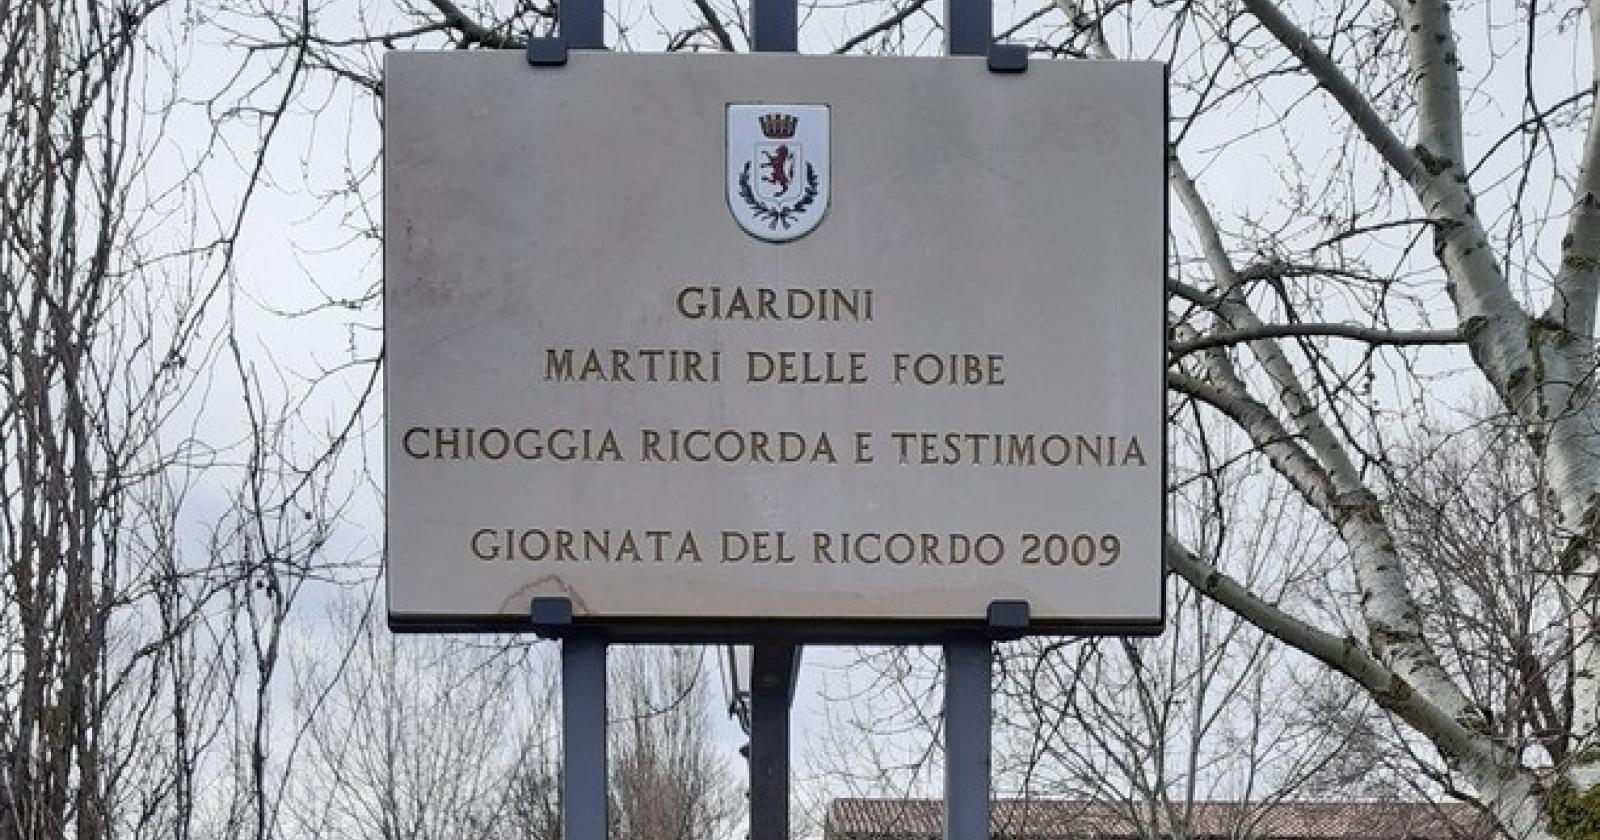 GIARDINI
MARTIRI DELLE FOIBE
CHIOGGIA RICORDA E TESTIMONIA
GIORNATA DEL RICORDO 2009